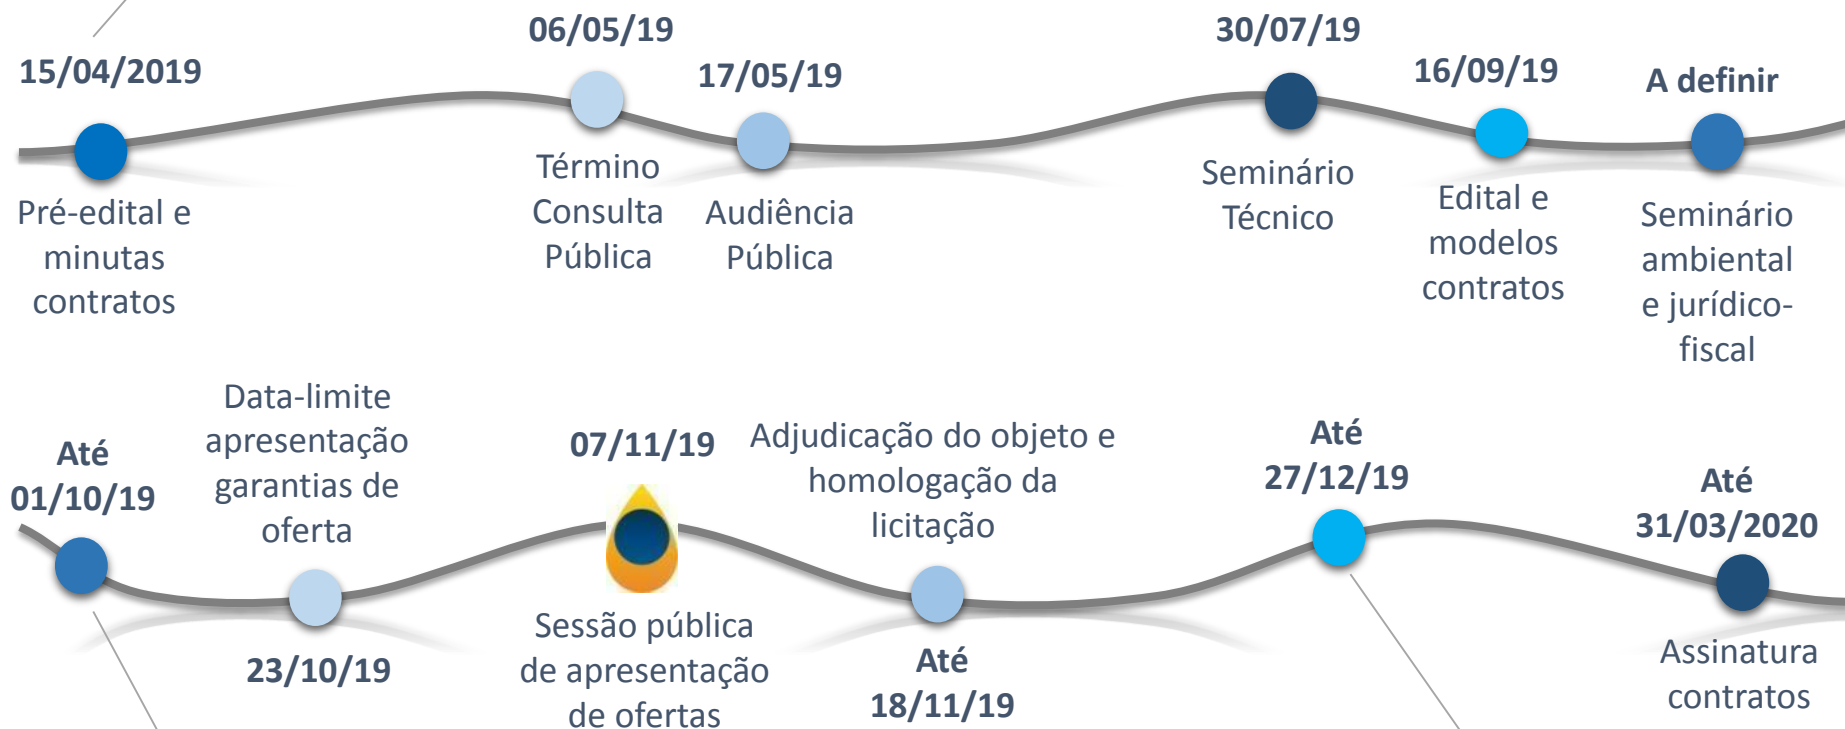 15/04/2019
Pré-edital e
minutas
contratos
06/05/19
Término
Consulta
Pública
17/05/19
Audiência
Pública
30/07/19
Seminário
Técnico
16/09/19
Edital e
modelos
contratos
A definir
Seminário
ambiental
e jurídico-
fiscal
Até
01/10/19
Data-limite
apresentação
garantias de
oferta
23/10/19
07/11/19
Sessão pública
de apresentação
de ofertas
Adjudicação do objeto e
homologação da
licitação
Até
18/11/19
Até
27/12/19
Até
31/03/2020
Assinatura
contratos